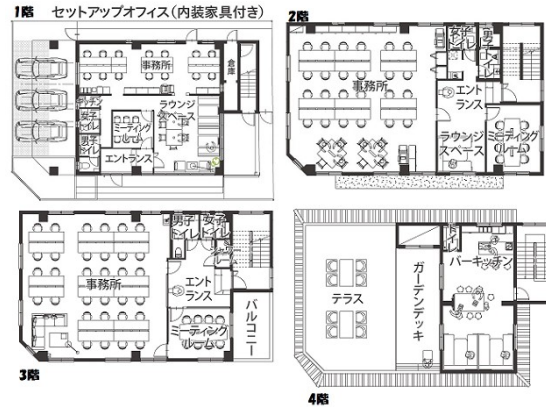 1階 セットアップオフィス(内装家具付き)
事務所
倉庫
キッチン
女子
トイレ
男子
トイレ
ミーティング
ルーム
ラウンジ
スペース
エントランス
2階
女子
トイレ
男子
トイレ
事務所
エント
ランス
ラウンジ
スペース
ミーティング
ルーム
男子
トイレ
女子
トイレ
事務所
エント
ランス
ミーティング
ルーム
バルコニー
3階
バーキッチン
テラス
ガーデンデッキ
4階